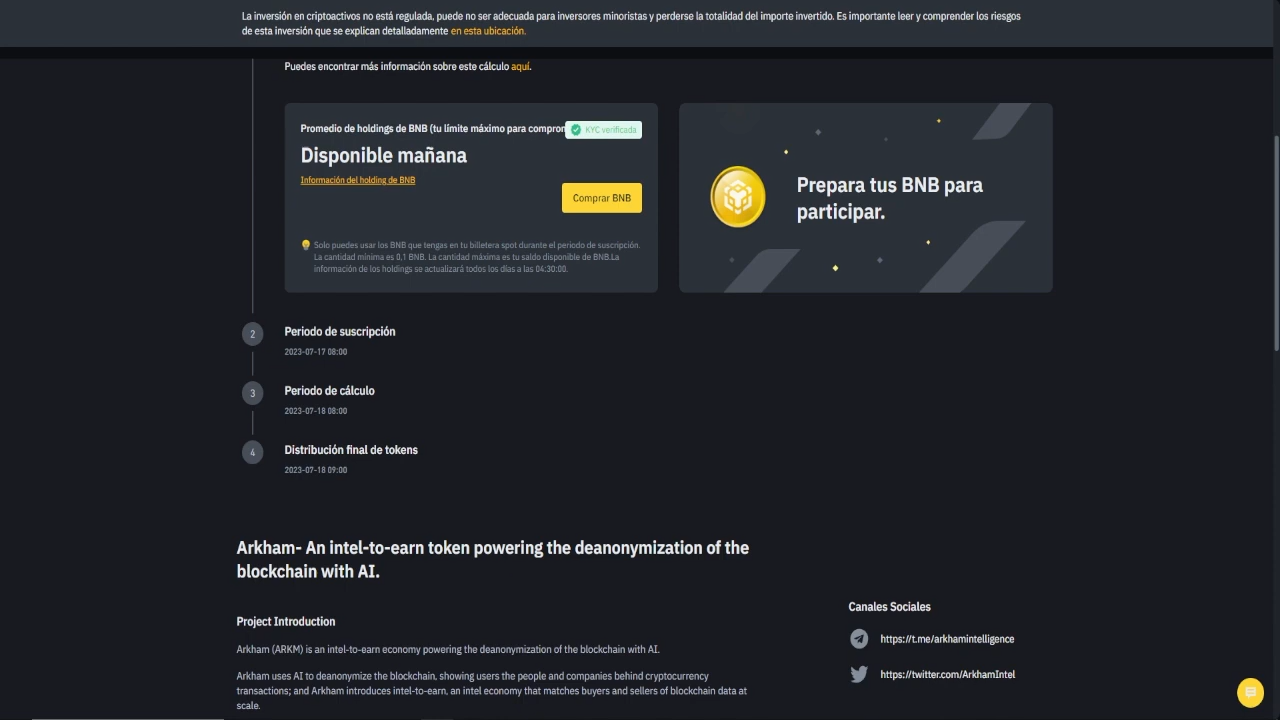 La inversión en criptoactivos no está regulada, puede no ser adecuada para inversores minoristas y perderse la totalidad del importe invertido. Es importante leer y comprender los riesgos
de esta inversión que se explican detalladamente en esta ubicación.
Puedes encontrar más información sobre este cálculo aquí.
Promedio de holdings de BNB (tu límite máximo para
KYC verificada
Disponible mañana
Información del holding de BNB
Comprar BNB
Solo puedes usar los BNB que tengas en tu billetera spot durante el periodo de suscripción.
La cantidad mínima es 0,1 BNB. La cantidad máxima es tu saldo disponible de BNB.La
información de los holdings se actualizará todos los días a las 04:30:00.
Prepara tus BNB para
participar.
2
Periodo de suscripción
2023-07-17 08:00
3
Periodo de cálculo
2023-07-18 08:00
4
Distribución final de tokens
2023-07-18 09:00
Arkham- An intel-to-earn token powering the deanonymization of the
blockchain with AI.
Project Introduction
Arkham (ARKM) is an intel-to-earn economy powering the deanonymization of the blockchain with AI.
Arkham uses AI to deanonymize the blockchain, showing users the people and companies behind cryptocurrency
transactions; and Arkham introduces intel-to-earn, an intel economy that matches buyers and sellers of blockchain data at
scale.
Canales Sociales
https://t.me/arkhamintelligence
https://twitter.com/ArkhamIntel